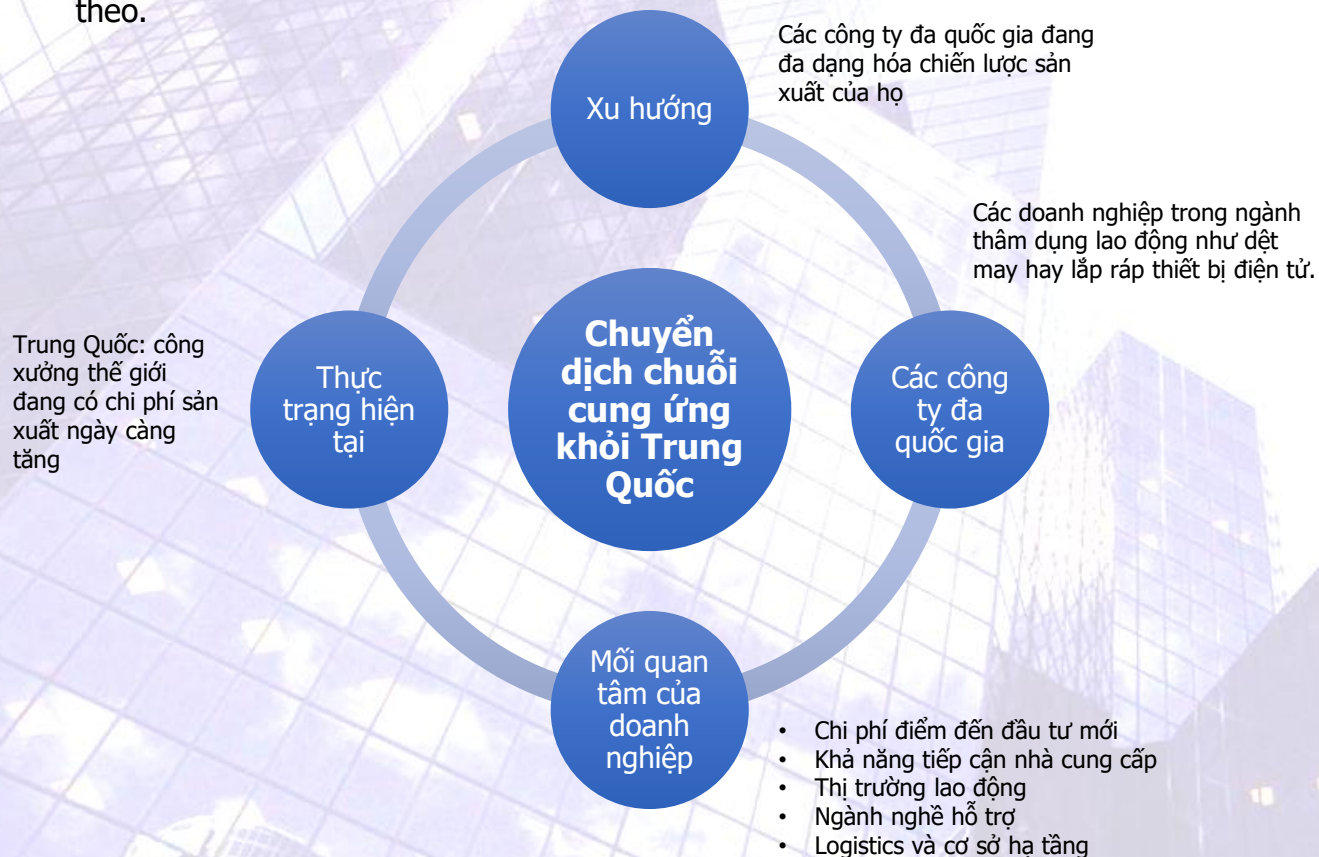 theo.
Xu hướng
Các công ty đa quốc gia đang
đa dạng hóa chiến lược sản
xuất của họ
Các doanh nghiệp trong ngành
thâm dụng lao động như dệt
may hay lắp ráp thiết bị điện tử.
Chuyển
dịch chuỗi
cung ứng
khỏi Trung
Quốc
Các công
ty đa
quốc gia
Trung Quốc: công
xưởng thế giới
đang có chi phí sản
xuất ngày càng
tăng
Thực
trạng hiện
tại
Mối quan
tâm của
doanh
nghiệp
• Chi phí điểm đến đầu tư mới
• Khả năng tiếp cận nhà cung cấp
• Thị trường lao động
• Ngành nghề hỗ trợ
• Logistics và cơ sở hạ tầng